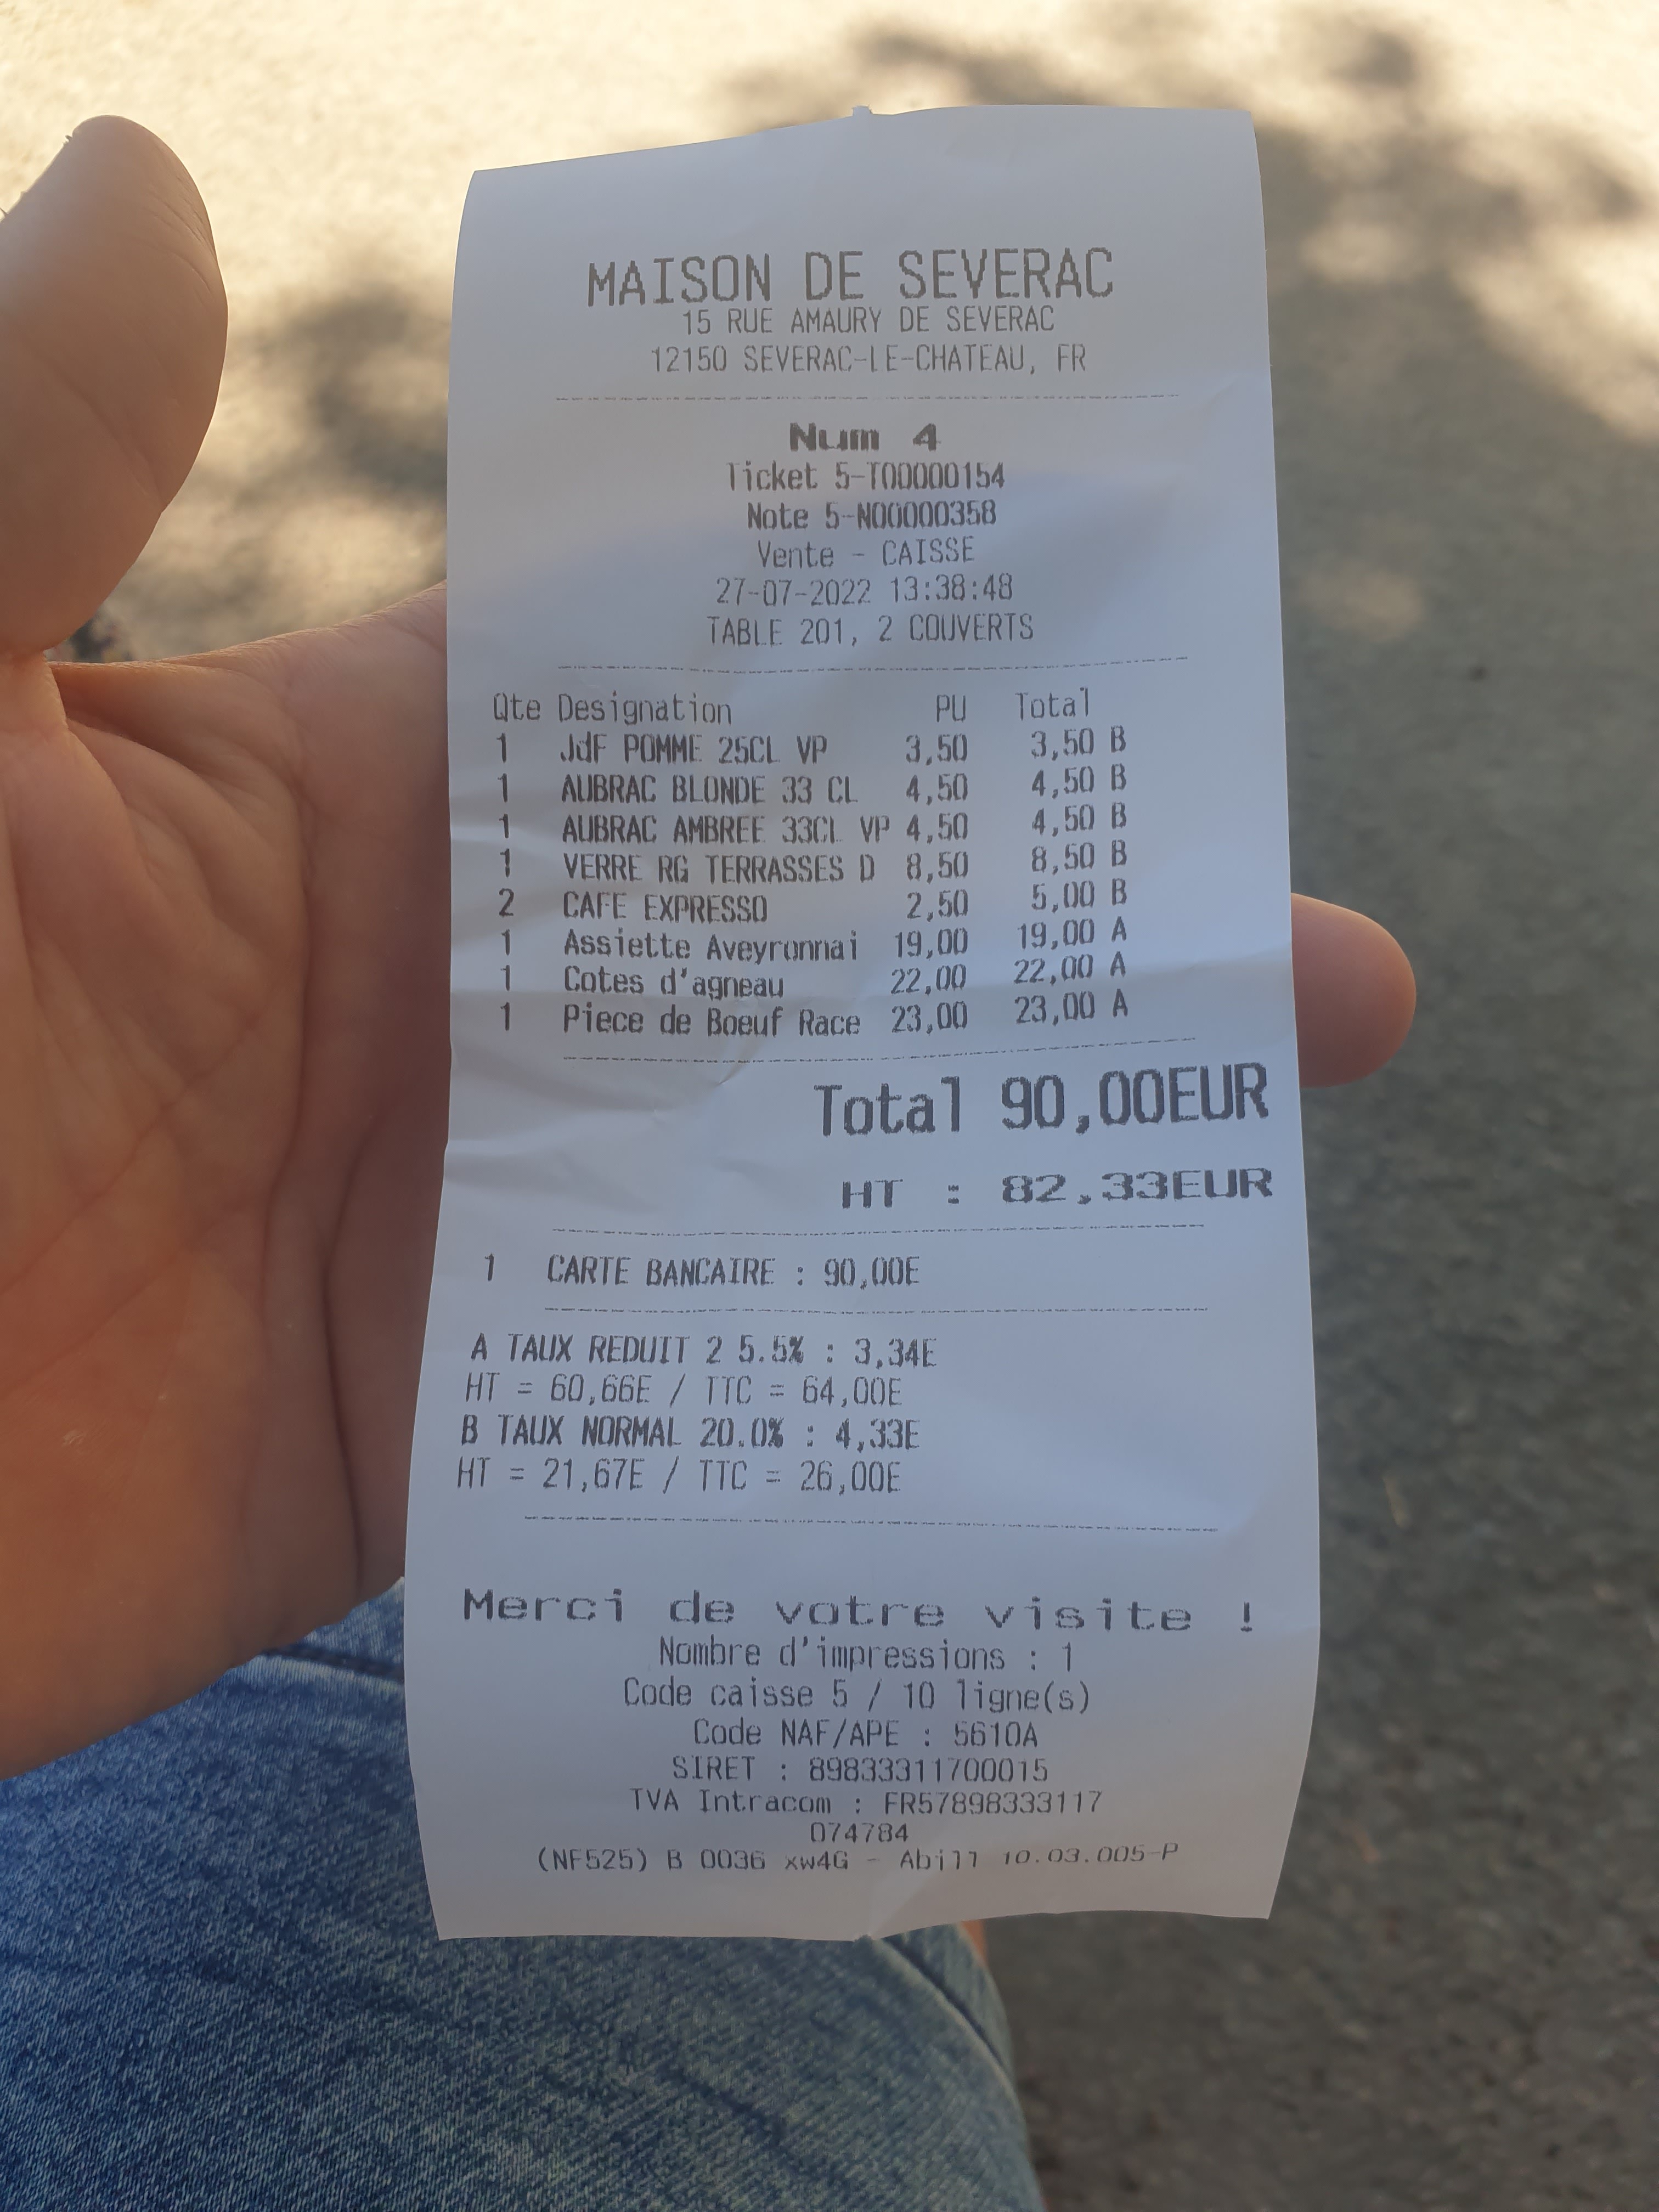 MAISON DE SEVERAC
15 RUE AMAURY DE SEVERAC
12150 SEVERAC-LE-CHATEAU, FR
Num 4
Ticket 5-T00000154
Note 5-N00000358
Vente - CAISSE
27-07-2022 13:38:48
TABLE 201, 2 COUVERTS
Qte Designation PU Total
1 JdF POMME 25CL VP 3,50 3,50 B
1 AUBRAC BLONDE 33 CL 4,50 4,50 B
1 AUBRAC AMBREE 33CL VP 4,50 4,50 B
1 VERRE RG TERRASSES D 8,50 8,50 B
2 CAFE EXPRESSO 2,50 5,00 B
1 Assiette Aveyronnai 19,00 19,00 A
1 Cotes d'agneau 22,00 22,00 A
1 Piece de Boeuf Race 23,00 23,00 A
Total 90,00EUR
HT : 82,33EUR
1 CARTE BANCAIRE : 90,00E
A TAUX REDUIT 2 5.5% : 3,34E
HT = 60,66E / TTC = 64,00E
B TAUX NORMAL 20.0% : 4,33E
HT = 21,67E / TTC = 26,00E
Merci de votre visite !
Nombre d'impressions : 1
Code caisse 5 / 10 ligne(s)
Code NAF/APE : 5610A
SIRET : 89833311700015
TVA Intracom : FR57898333117
074784
(NF525) B 0036 xw4G - Abill 10.03.005-P